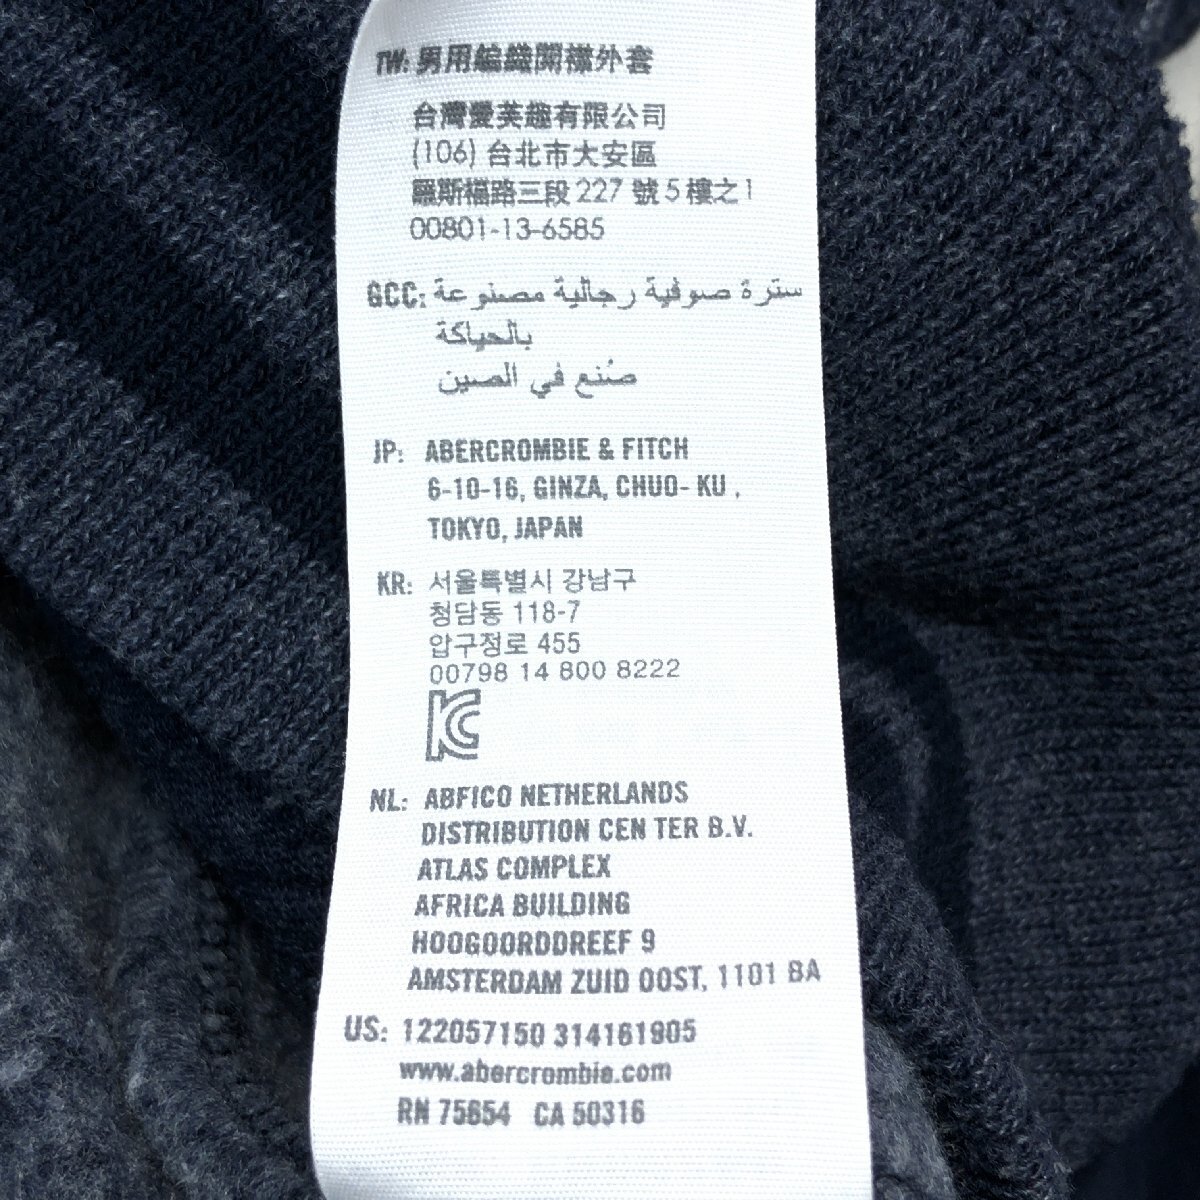 TW: 男用編織開襟外套
台灣愛芙趣有限公司
(106) 台北市大安區
羅斯福路三段 227 號 5 樓之 1
00801-13-6585
GCC: سترة صوفية رجالية مصنوعة
بالحياكة
صُنع في الصين
JP: ABERCROMBIE & FITCH
6-10-16, GINZA, CHUO- KU ,
TOKYO, JAPAN
KR: 서울특별시 강남구
청담동 118-7
압구정로 455
00798 14 800 8222
KC
NL: ABFICO NETHERLANDS
DISTRIBUTION CEN TER B.V.
ATLAS COMPLEX
AFRICA BUILDING
HOOGOORDDREEF 9
AMSTERDAM ZUID OOST, 1101 BA
US: 122057150 314161905
www.abercrombie.com
RN 75654 CA 50316